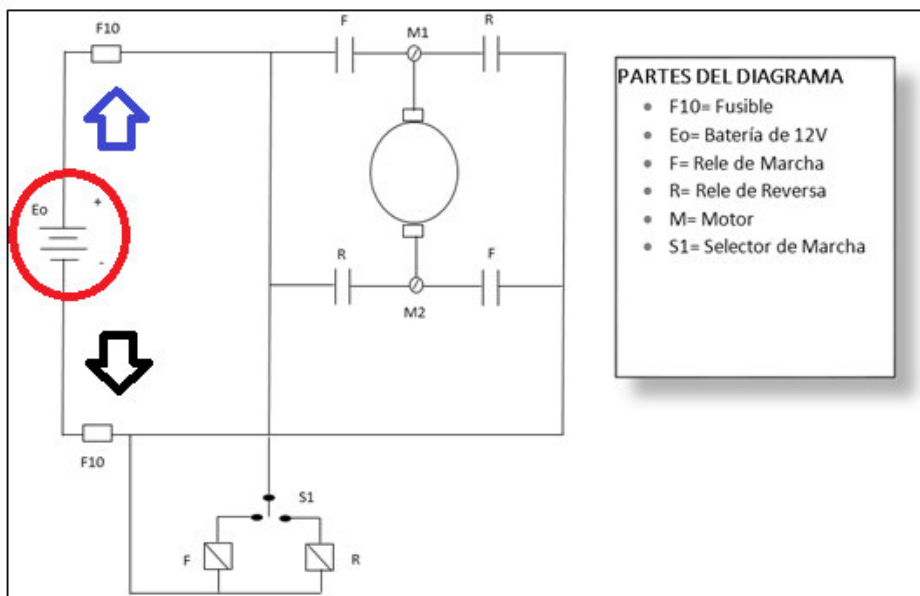 F10
F
M1
R
Eo
+
-
R
M2
F
F10
S1
F
R
PARTES DEL DIAGRAMA
• F10= Fusible
• Eo= Batería de 12V
• F= Rele de Marcha
• R= Rele de Reversa
• M= Motor
• S1= Selector de Marcha